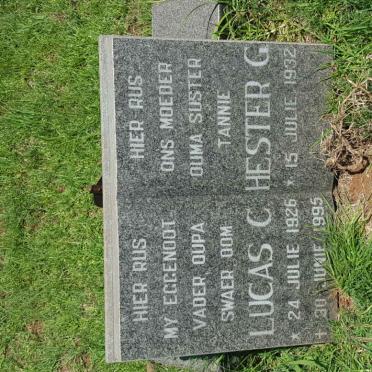 HIER RUS
MY EGGENOOT
VADER OUPA
SWAER OOM
LUCAS C
* 24 JULIE 1926
+ 30 JUNIE 1995
HIER RUS
ONS MOEDER
OUMA SUSTER
TANNIE
HESTER G
* 15 JULIE 1932